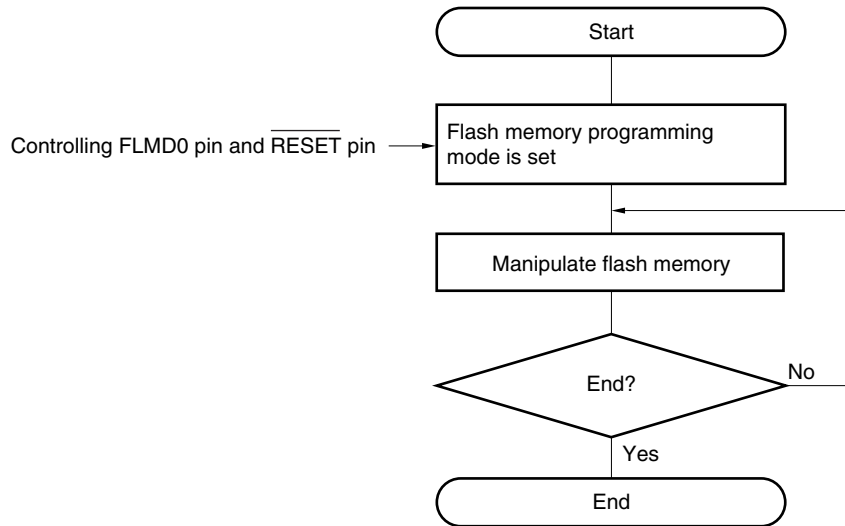 Start
Controlling FLMD0 pin and RESET pin
Flash memory programming
mode is set
Manipulate flash memory
End?
No
Yes
End